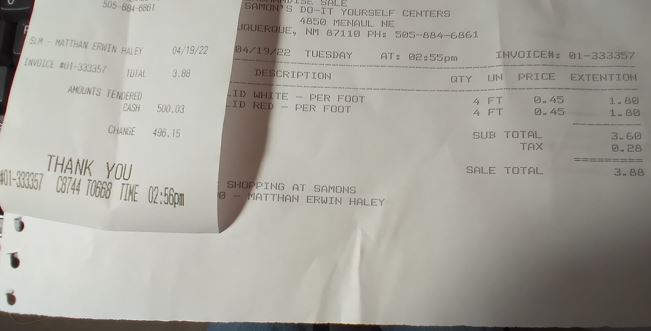 505-884-6861
SLM - MATTHAN ERWIN HALEY 04/19/22
INVOICE #01-333357
TOTAL 3.88
AMOUNTS TENDERED
CASH 500.03
CHANGE 496.15
THANK YOU
#01-333357 C8744 T0668 TIME 02:56pm
SALE
SAMON'S DO-IT YOURSELF CENTERS
4850 MENAUL NE
UQUERQUE, NM 87110 PH: 505-884-6861
04/19/22 TUESDAY AT: 02:55pm INVOICE#: 01-333357
DESCRIPTION QTY UN PRICE EXTENTION
LID WHITE - PER FOOT 4 FT 0.45 1.80
LID RED - PER FOOT 4 FT 0.45 1.80
SUB TOTAL 3.60
TAX 0.28
SALE TOTAL 3.88
SHOPPING AT SAMONS
- MATTHAN ERWIN HALEY